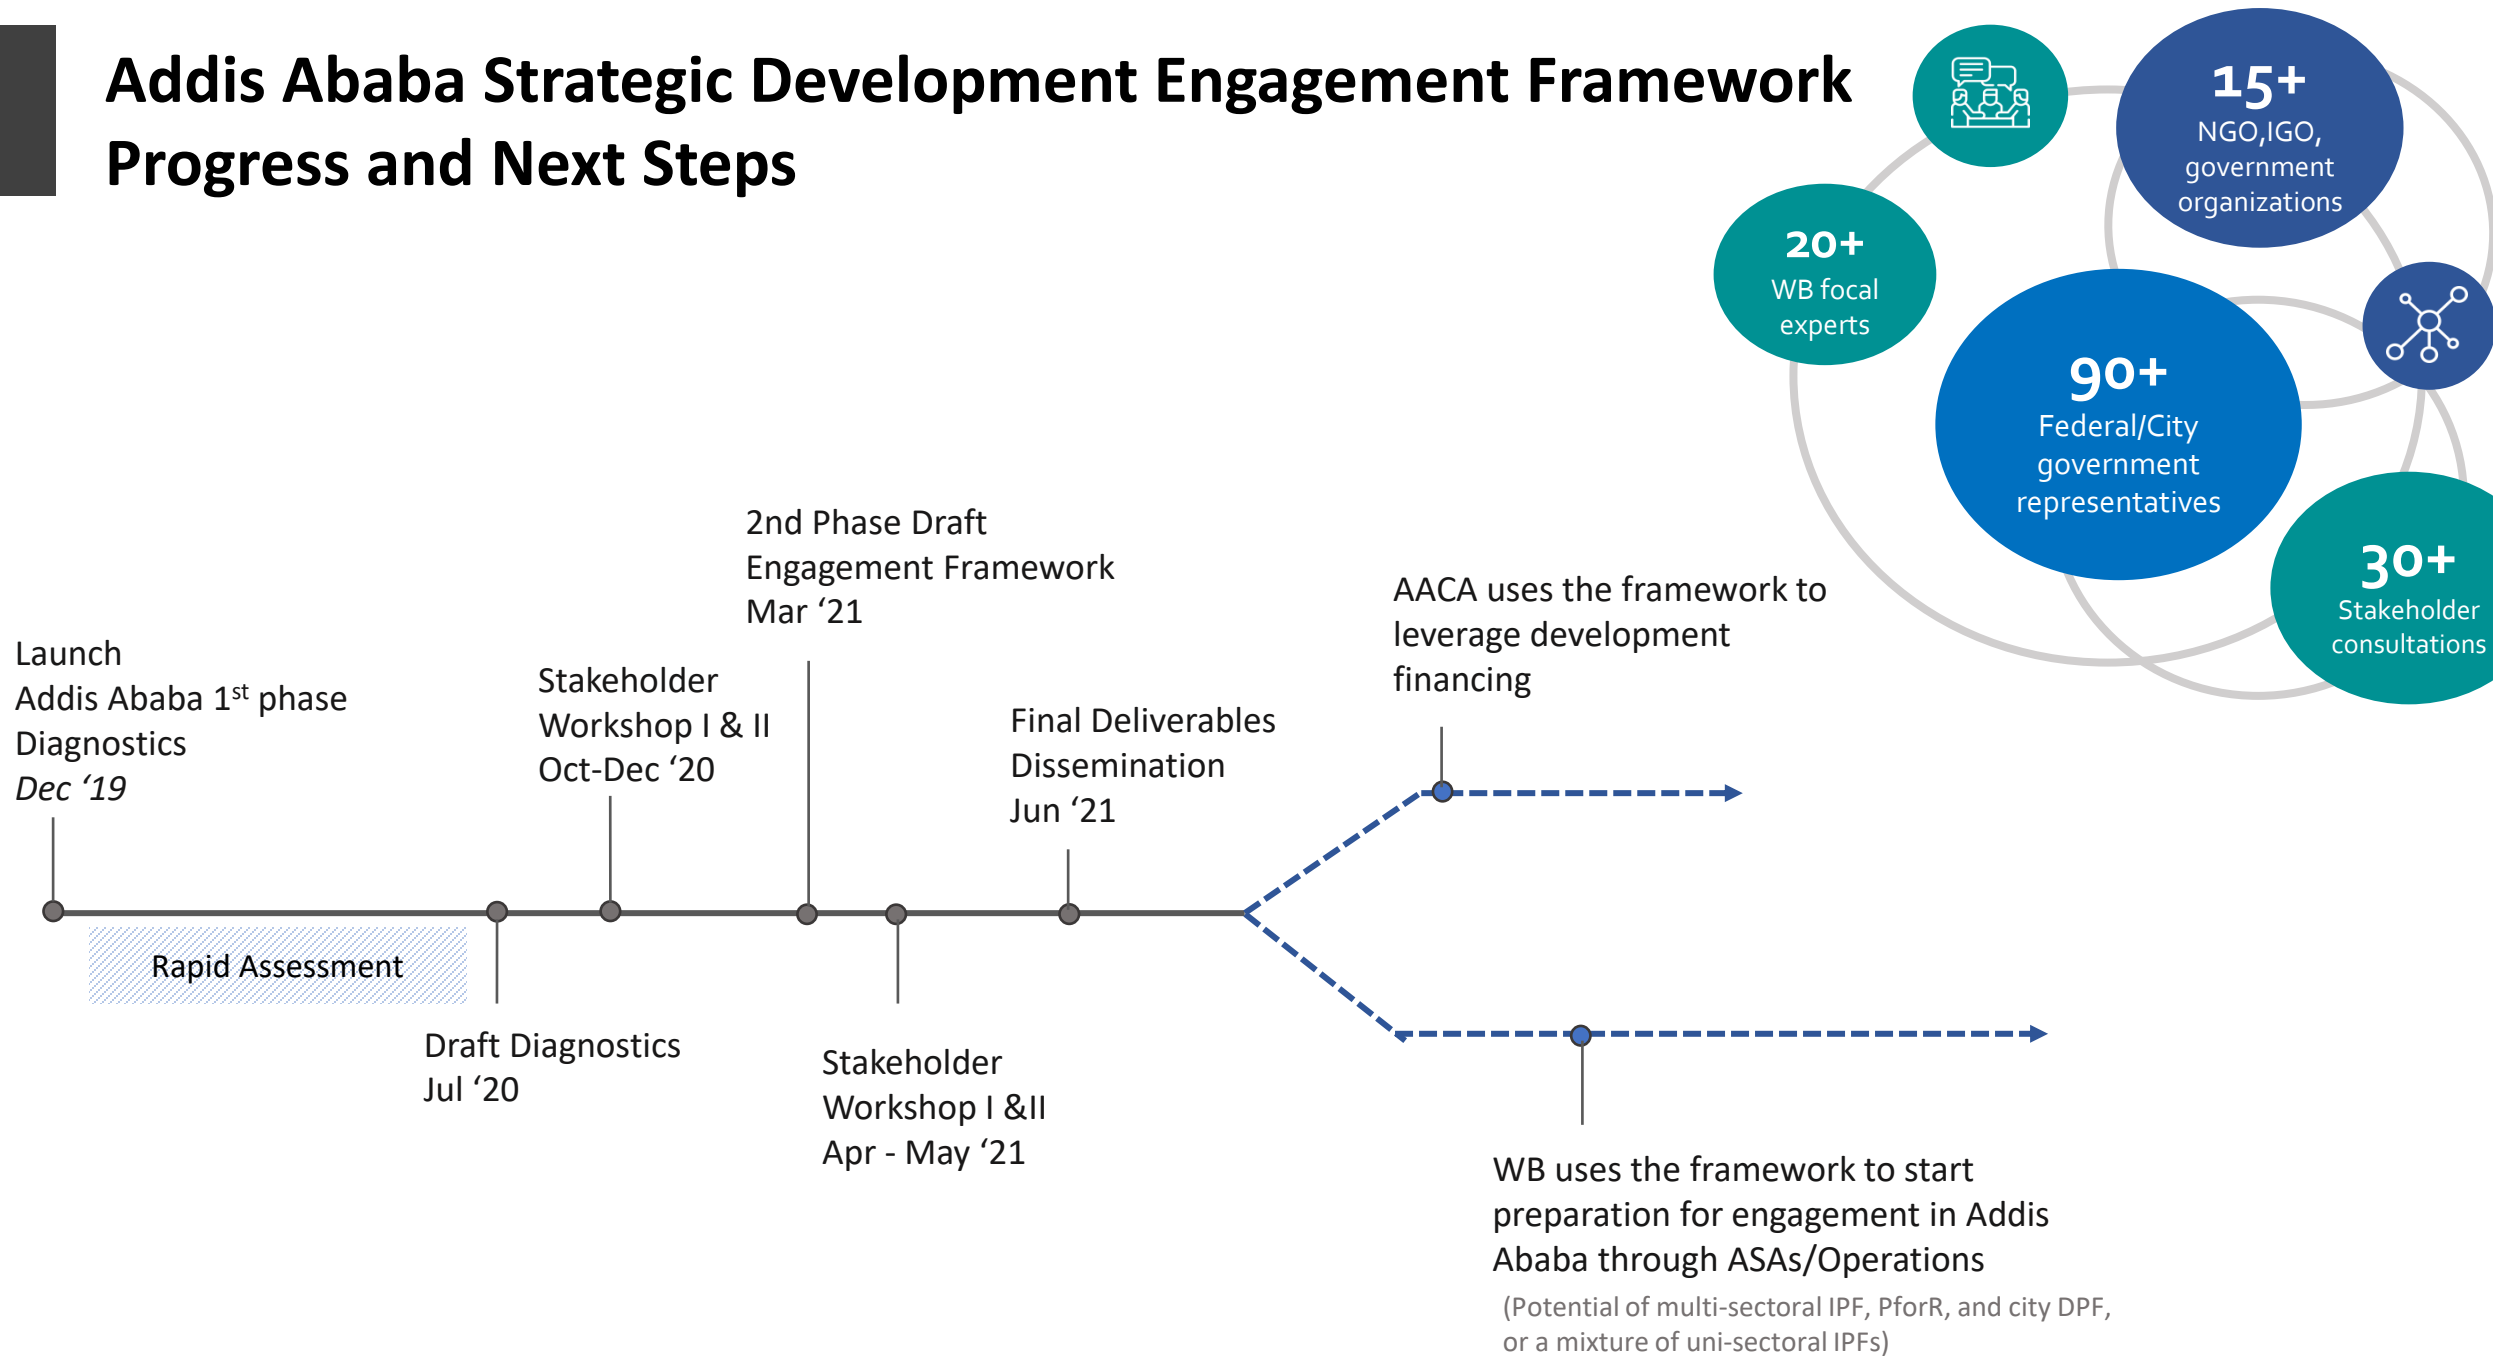 Addis Ababa Strategic Development Engagement Framework
Progress and Next Steps
15+
NGO,IGO,
government
organizations
20+
WB focal
experts
90+
Federal/City
government
representatives
30+
Stakeholder
consultations
Launch
Addis Ababa 1st phase
Diagnostics
Dec ‘19
Rapid Assessment
Draft Diagnostics
Jul ‘20
Stakeholder
Workshop I & II
Oct-Dec ‘20
2nd Phase Draft
Engagement Framework
Mar ‘21
Stakeholder
Workshop I &II
Apr - May ‘21
Final Deliverables
Dissemination
Jun ‘21
AACA uses the framework to
leverage development
financing
WB uses the framework to start
preparation for engagement in Addis
Ababa through ASAs/Operations
(Potential of multi-sectoral IPF, PforR, and city DPF,
or a mixture of uni-sectoral IPFs)